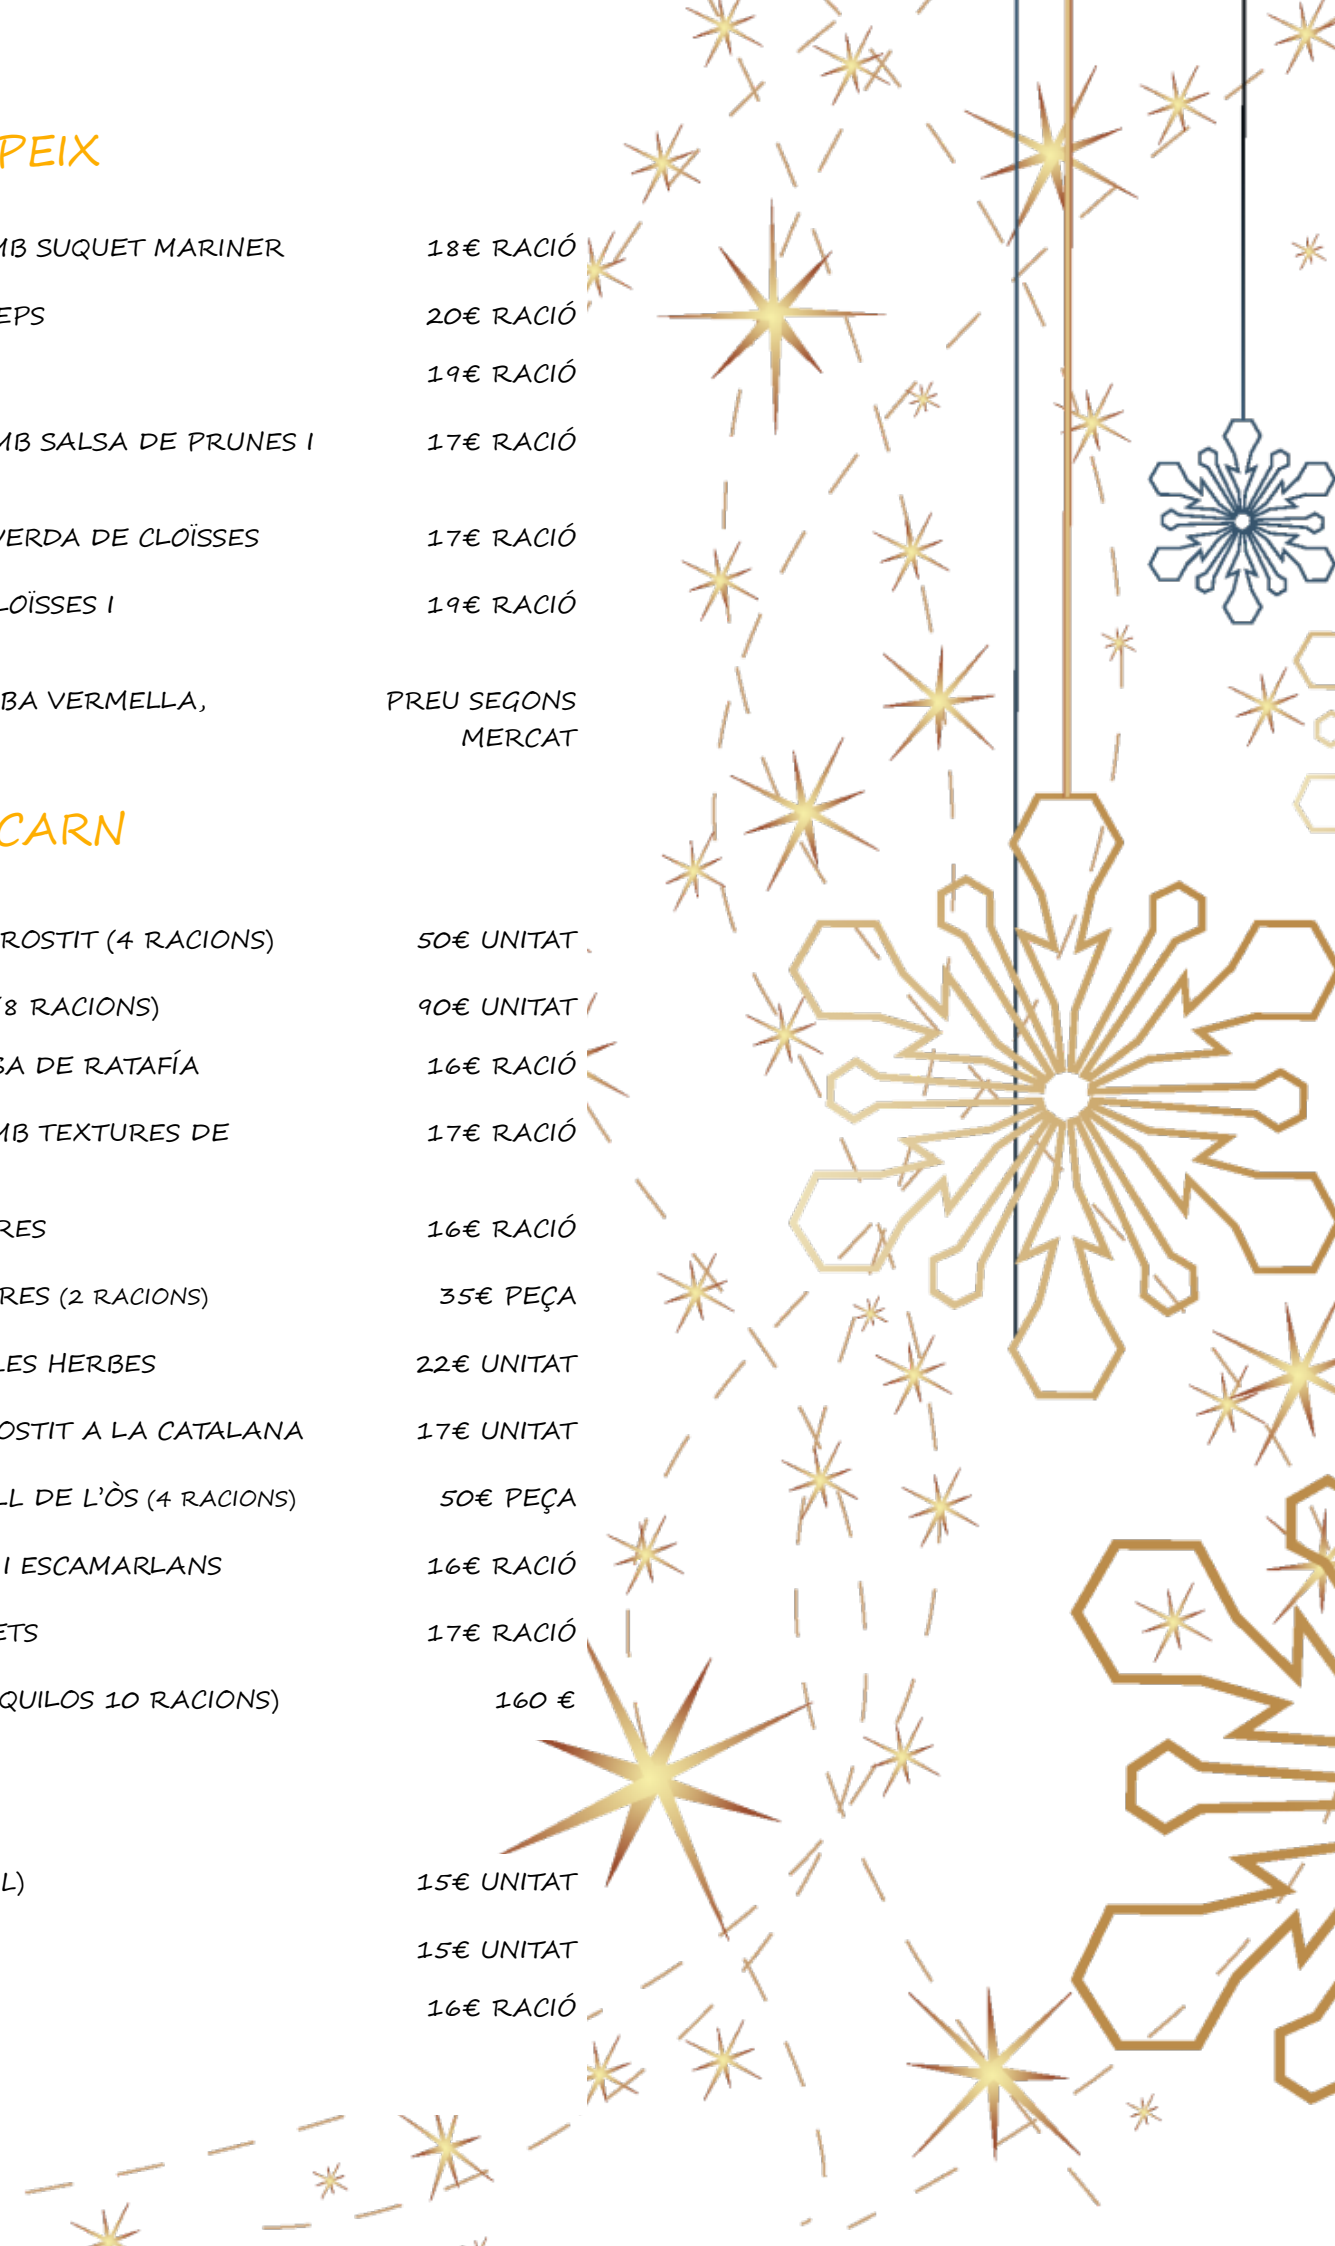 PEIX
MB SUQUET MARINER 18€ RACIÓ
EPS 20€ RACIÓ
19€ RACIÓ
MB SALSA DE PRUNES I 17€ RACIÓ
VERDA DE CLOÏSSES 17€ RACIÓ
LOÏSSES I 19€ RACIÓ
BA VERMELLA, PREU SEGONS
MERCAT
CARN
ROSTIT (4 RACIONS) 50€ UNITAT
(8 RACIONS) 90€ UNITAT
SA DE RATAFÍA 16€ RACIÓ
MB TEXTURES DE 17€ RACIÓ
RES 16€ RACIÓ
RES (2 RACIONS) 35€ PEÇA
LES HERBES 22€ UNITAT
OSTIT A LA CATALANA 17€ UNITAT
LL DE L'ÒS (4 RACIONS) 50€ PEÇA
I ESCAMARLANS 16€ RACIÓ
ETS 17€ RACIÓ
QUILOS 10 RACIONS) 160 €
L) 15€ UNITAT
15€ UNITAT
16€ RACIÓ